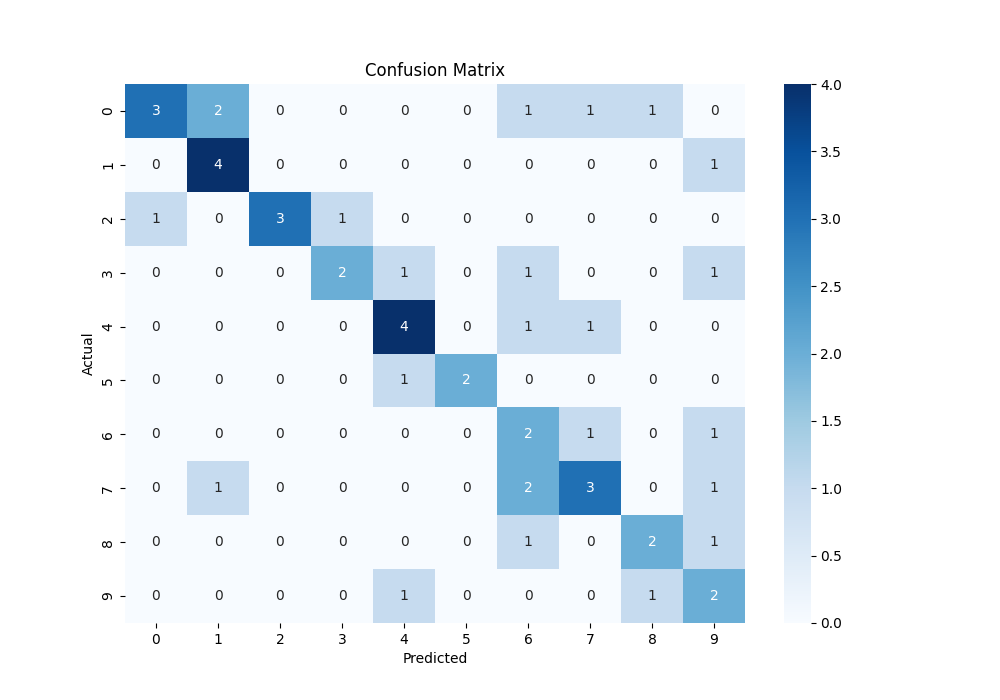 Confusion Matrix
0 3 2 0 0 0 0 1 1 1 0
1 0 4 0 0 0 0 0 0 0 1
2 1 0 3 1 0 0 0 0 0 0
3 0 0 0 2 1 0 1 0 0 1
4 0 0 0 0 4 0 1 1 0 0
5 0 0 0 0 1 2 0 0 0 0
6 0 0 0 0 0 0 2 1 0 1
7 0 1 0 0 0 0 2 3 0 1
8 0 0 0 0 0 0 1 0 2 1
9 0 0 0 0 1 0 0 0 1 2
0 1 2 3 4 5 6 7 8 9
Predicted
Actual
4.0
3.5
3.0
2.5
2.0
1.5
1.0
0.5
0.0